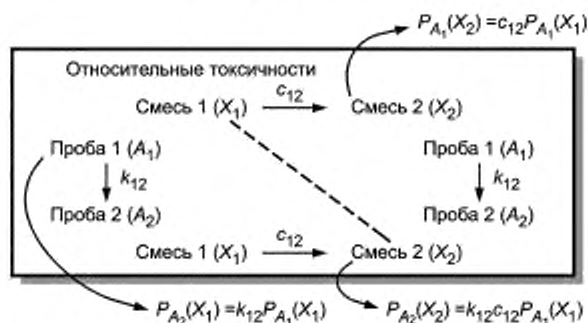 P_{A_1}(X_2) = c_{12}P_{A_1}(X_1)
Относительные токсичности
c_{12}
Смесь 1 (X_1) Смесь 2 (X_2)
Проба 1 (A_1) Проба 1 (A_1)
k_{12} k_{12}
Проба 2 (A_2) Проба 2 (A_2)
c_{12}
Смесь 1 (X_1) Смесь 2 (X_2)
P_{A_2}(X_1) = k_{12}P_{A_1}(X_1) P_{A_2}(X_2) = k_{12}c_{12}P_{A_1}(X_1)